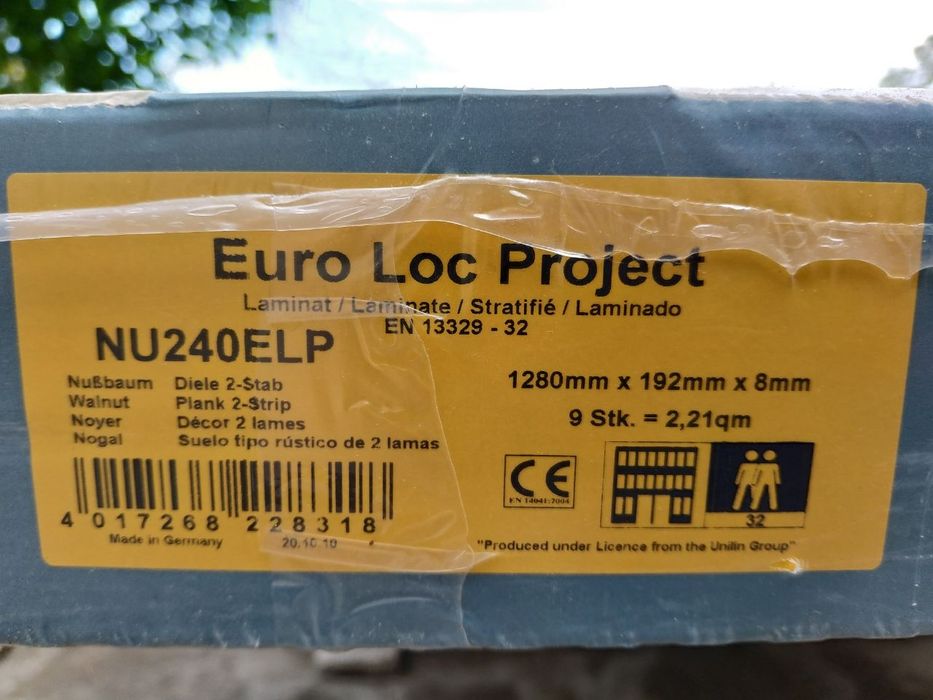 Euro Loc Project
Laminat / Laminate / Stratifié / Laminado
EN 13329 - 32
NU240ELP
Nußbaum Diele 2-Stab
Walnut Plank 2-Strip
Noyer Décor 2 lames
Nogal Suelo tipo rústico de 2 lamas
1280mm x 192mm x 8mm
9 Stk. = 2,21qm
CE
EN 14041:2004
32
4 017268 228318
Made in Germany 20.10.10
"Produced under Licence from the Unilin Group"